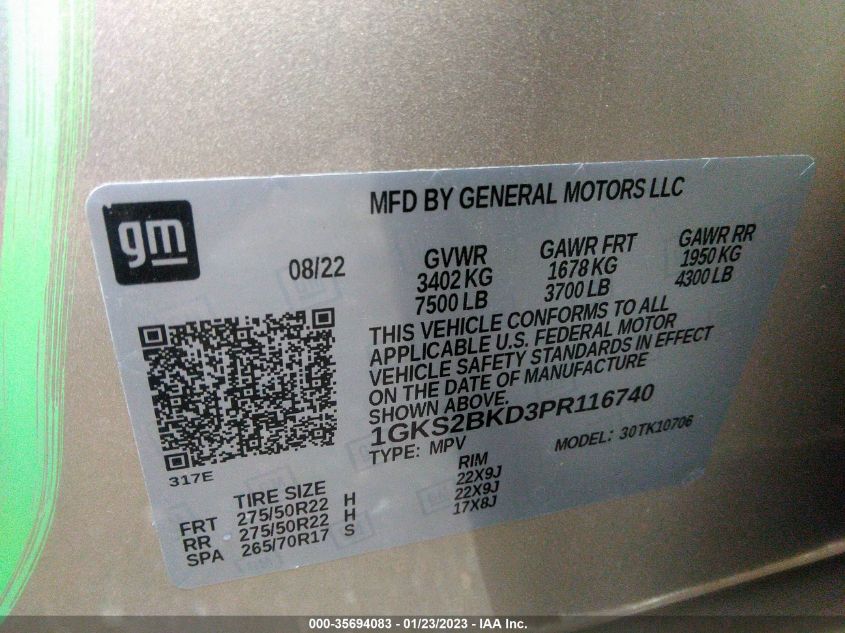 MFD BY GENERAL MOTORS LLC
gm
08/22
GVWR
3402 KG
7500 LB
GAWR FRT
1678 KG
3700 LB
GAWR RR
1950 KG
4300 LB
THIS VEHICLE CONFORMS TO ALL
APPLICABLE U.S. FEDERAL MOTOR
VEHICLE SAFETY STANDARDS IN EFFECT
ON THE DATE OF MANUFACTURE
SHOWN ABOVE.
1GKS2BKD3PR116740
TYPE: MPV
MODEL: 30TK10706
317E
TIRE SIZE
RIM
FRT 275/50R22 H 22X9J
RR 275/50R22 H 22X9J
SPA 265/70R17 S 17X8J
000-35694083 - 01/23/2023 - IAA Inc.